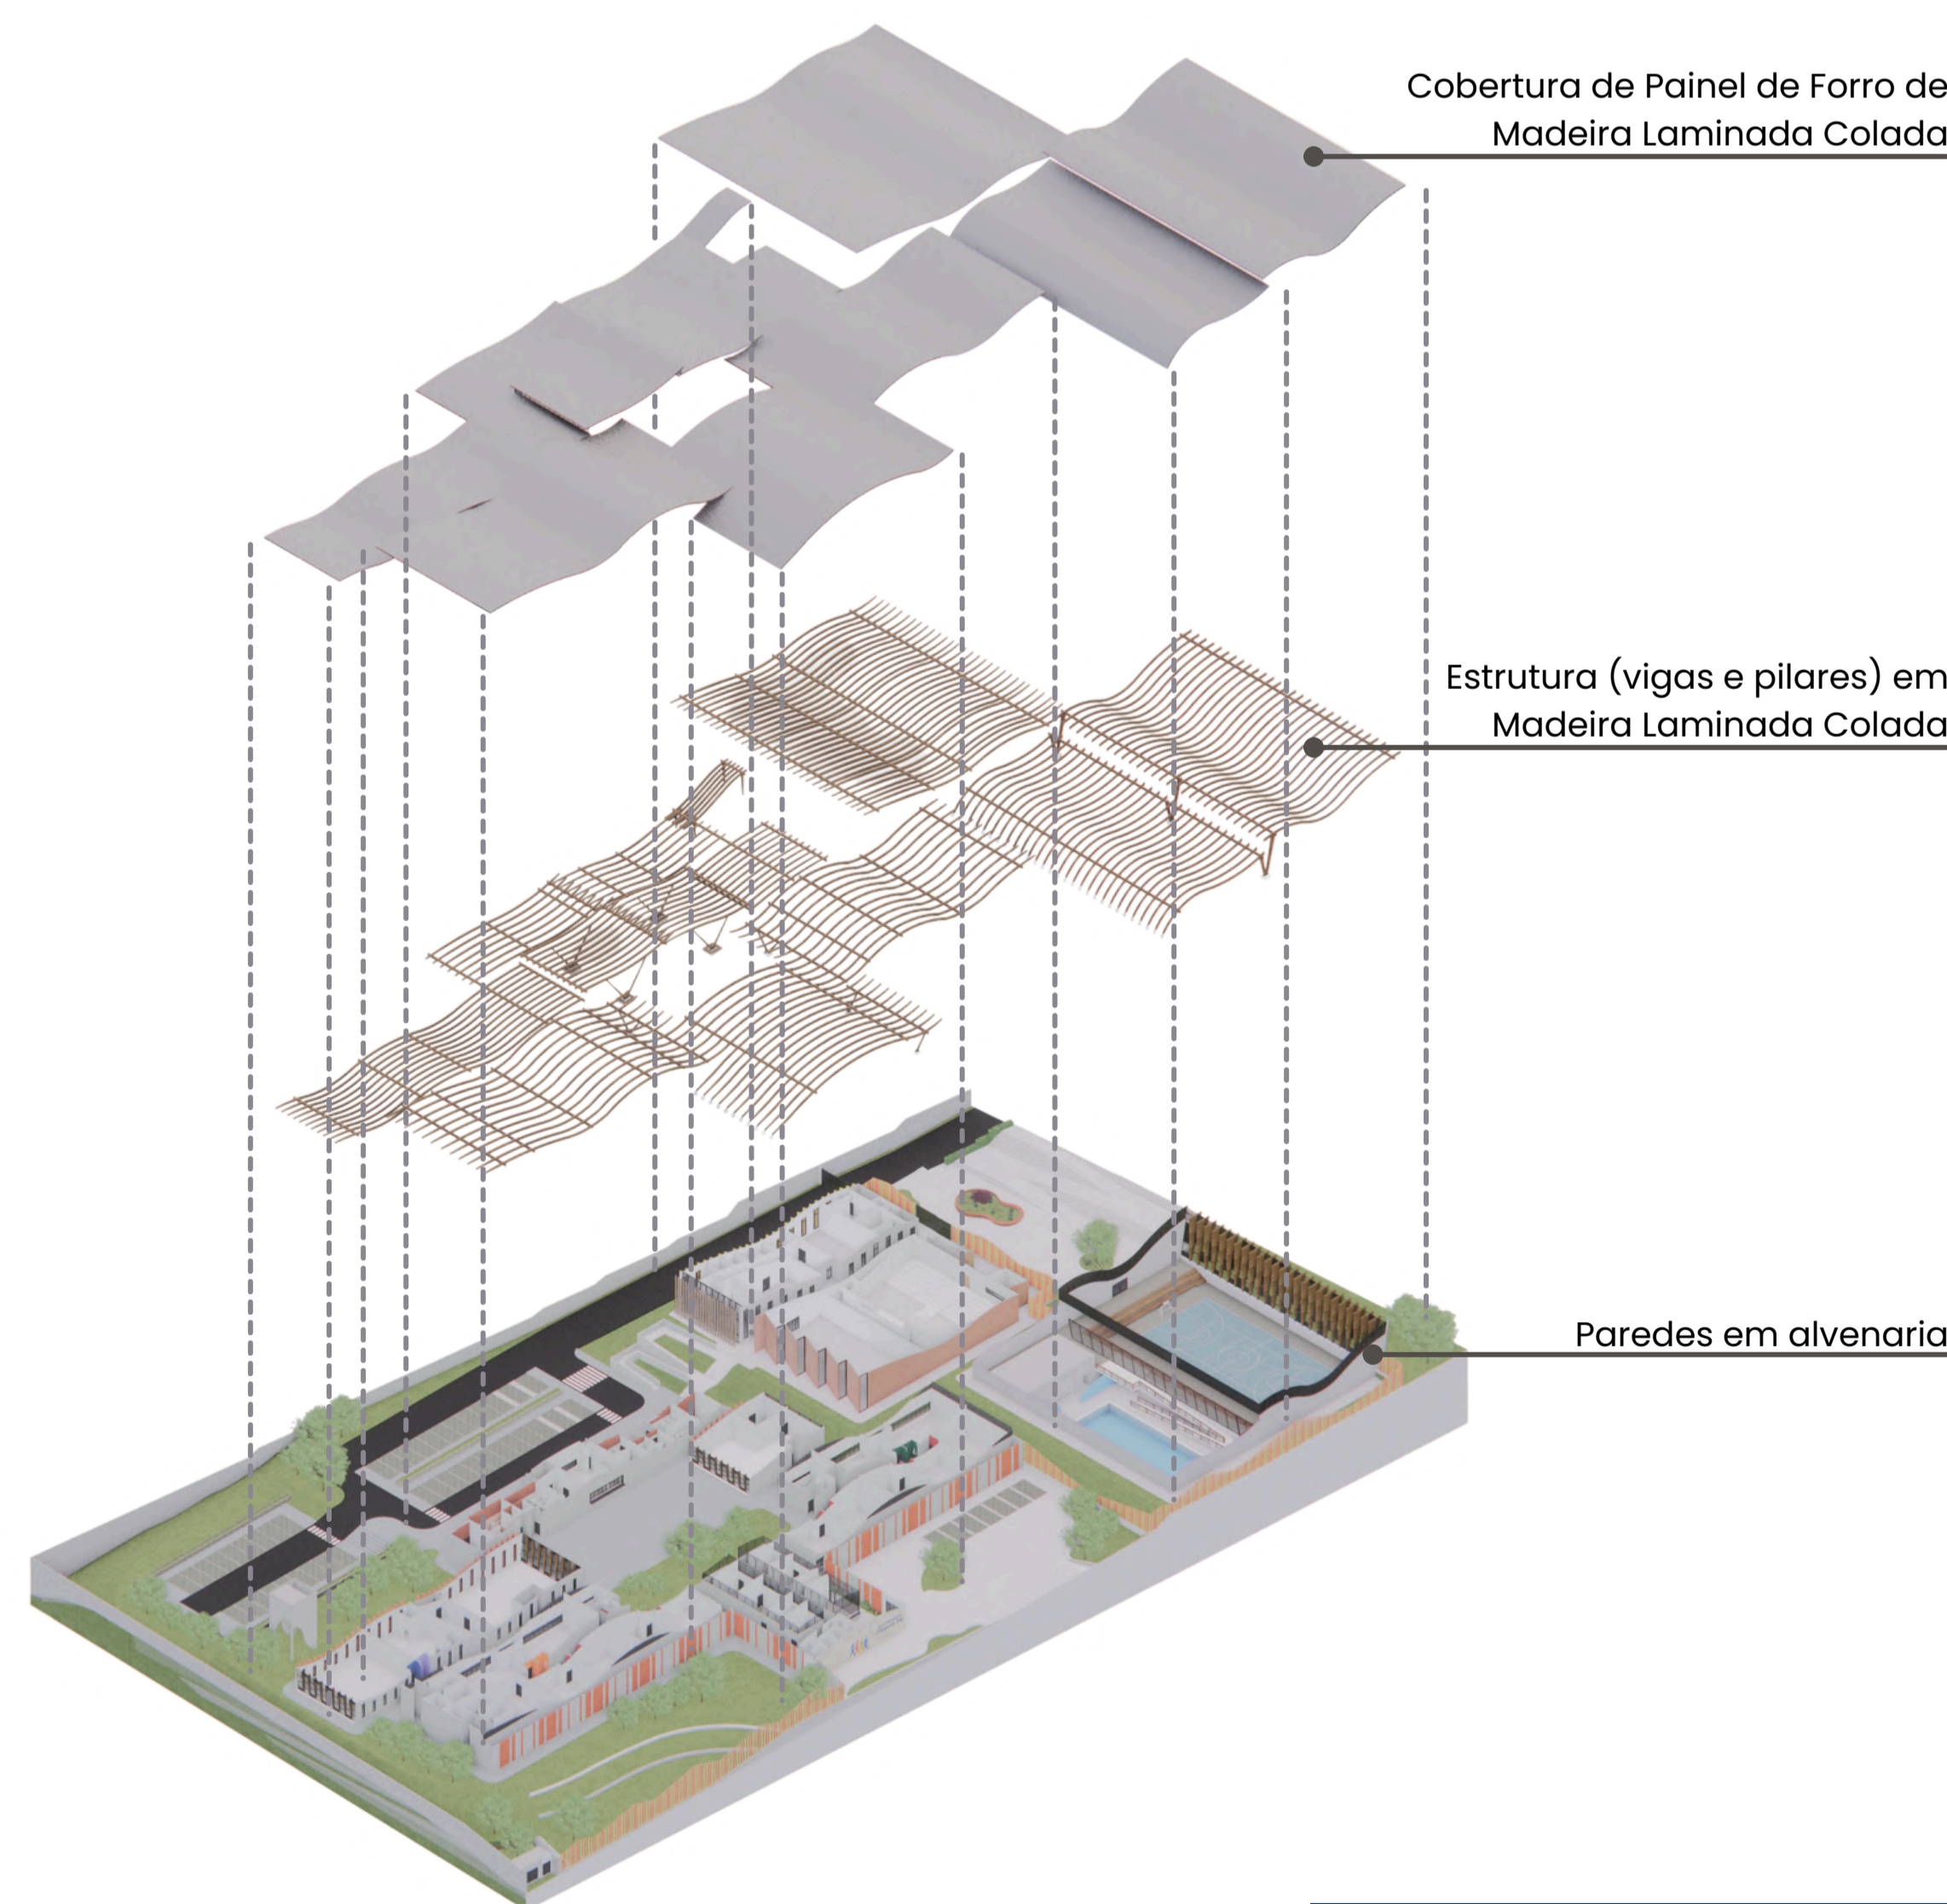 Cobertura de Painel de Forro de
Madeira Laminada Colada
Estrutura (vigas e pilares) em
Madeira Laminada Colada
Paredes em alvenaria